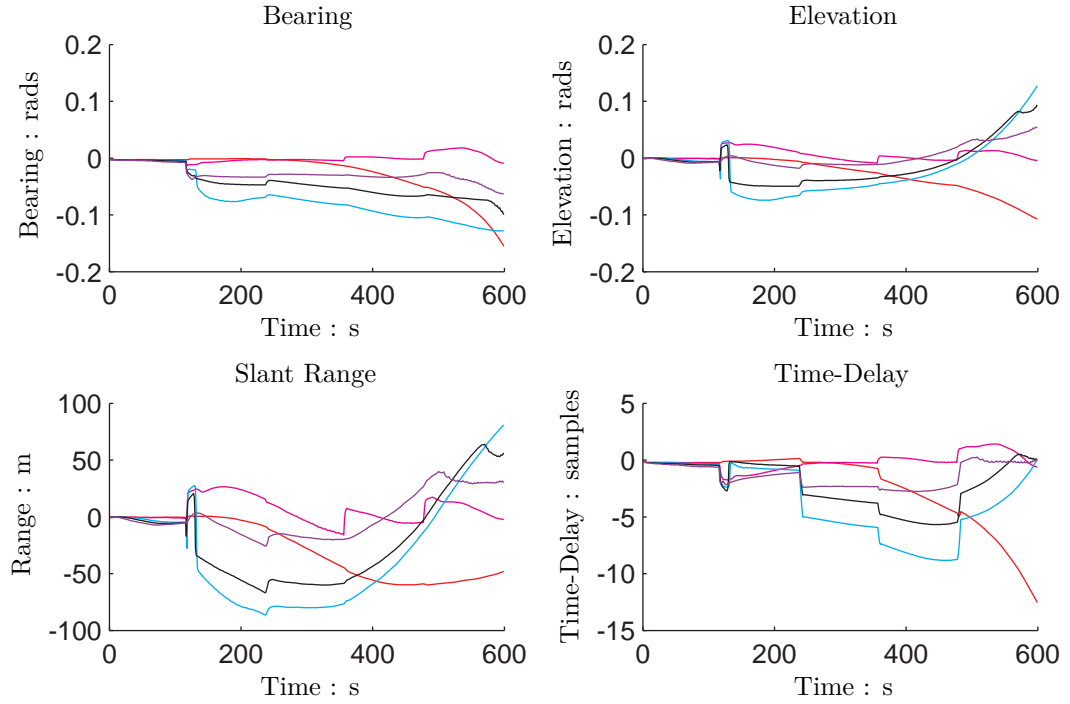 Bearing
0.2
0.1
0
-0.1
-0.2
Bearing : rads
0 200 400 600
Time : s
Elevation
0.2
0.1
0
-0.1
-0.2
Elevation : rads
0 200 400 600
Time : s
Slant Range
100
50
0
-50
-100
Range : m
0 200 400 600
Time : s
Time-Delay
5
0
-5
-10
-15
Time-Delay : samples
0 200 400 600
Time : s